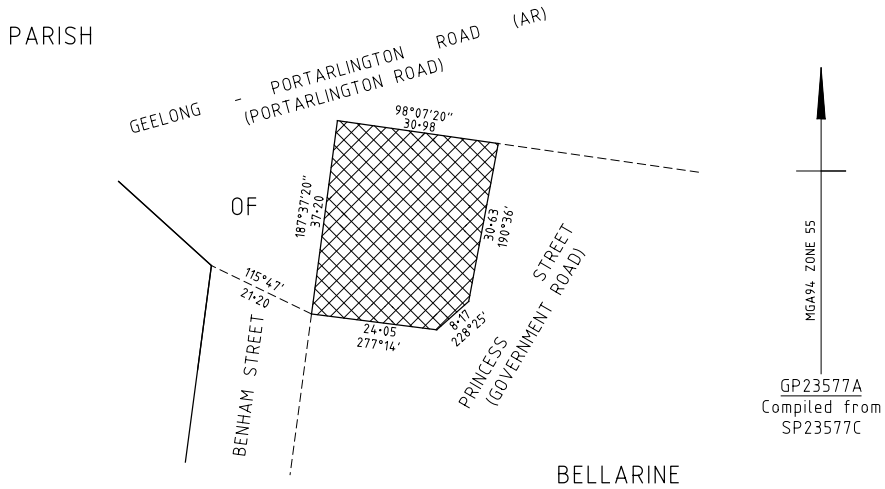 PARISH
GEELONG - PORTARLINGTON ROAD (AR)
(PORTARLINGTON ROAD)
98°07'20"
30·98
187°37'20"
37·20
OF
30·63
190°36'
115°47'
21·20
24·05
277°14'
8·17
228°25'
BENHAM STREET
PRINCESS STREET
(GOVERNMENT ROAD)
MGA94 ZONE 55
GP23577A
Compiled from
SP23577C
BELLARINE